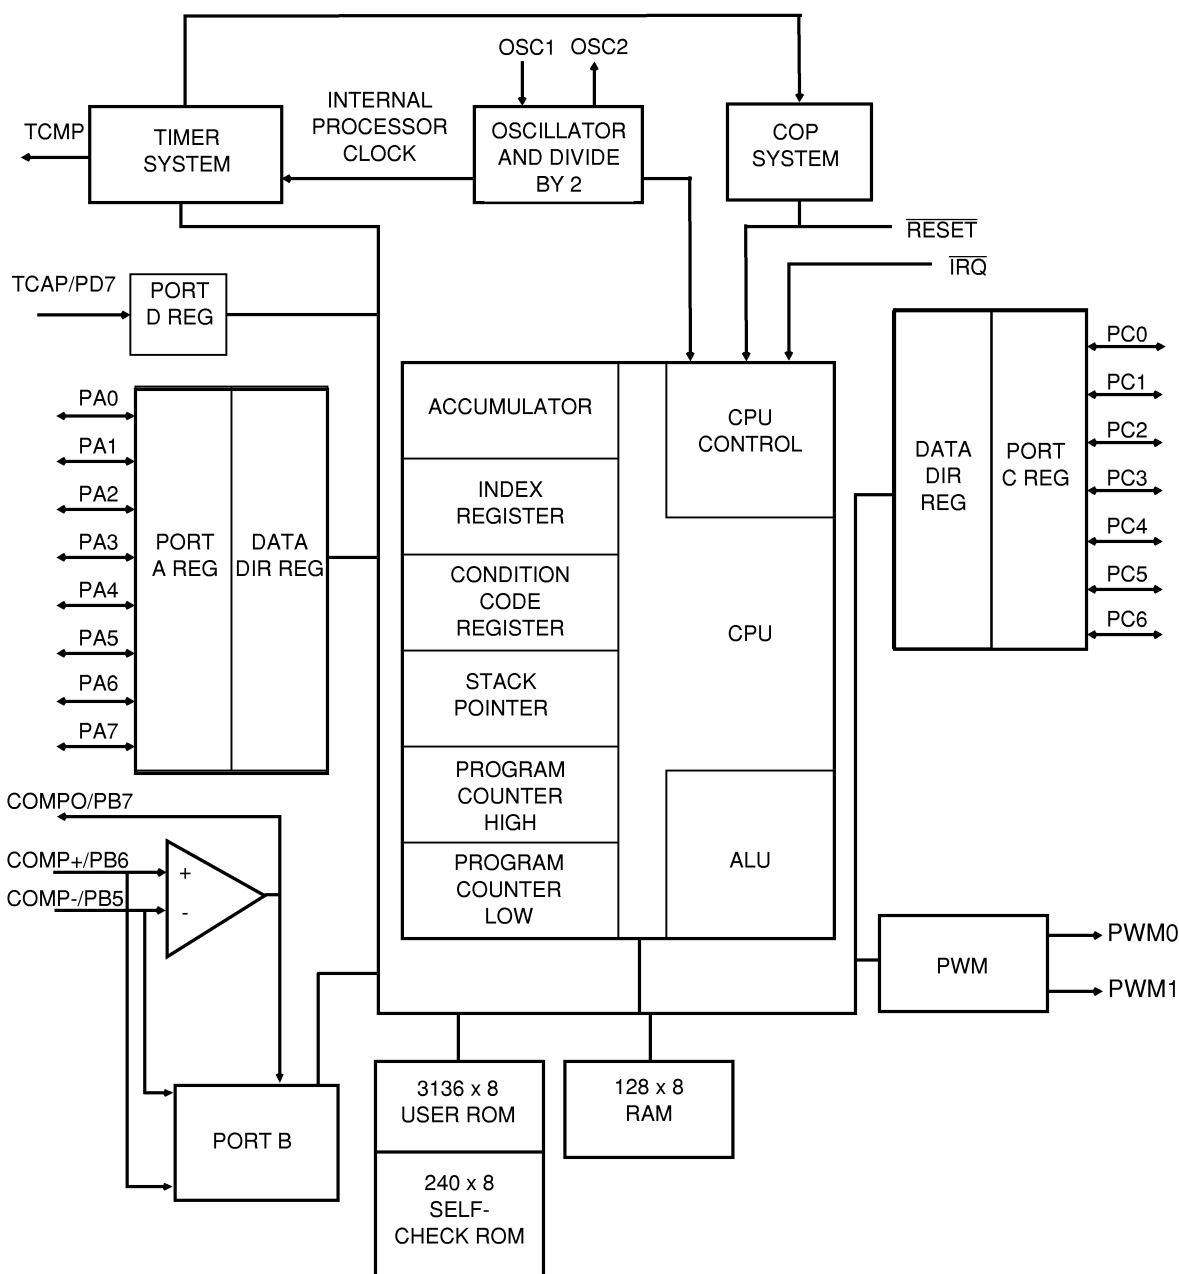 OSC1 OSC2
TCMP
TIMER
SYSTEM
INTERNAL
PROCESSOR
CLOCK
OSCILLATOR
AND DIVIDE
BY 2
COP
SYSTEM
RESET
IRQ
TCAP/PD7
PORT
D REG
PA0
PA1
PA2
PA3
PA4
PA5
PA6
PA7
PORT
A REG
DATA
DIR REG
ACCUMULATOR
INDEX
REGISTER
CONDITION
CODE
REGISTER
STACK
POINTER
PROGRAM
COUNTER
HIGH
PROGRAM
COUNTER
LOW
CPU
CONTROL
CPU
ALU
DATA
DIR
REG
PORT
C REG
PC0
PC1
PC2
PC3
PC4
PC5
PC6
COMPO/PB7
COMP+/PB6
COMP-/PB5
+
-
PORT B
PWM
PWM0
PWM1
3136 x 8
USER ROM
240 x 8
SELF-
CHECK ROM
128 x 8
RAM